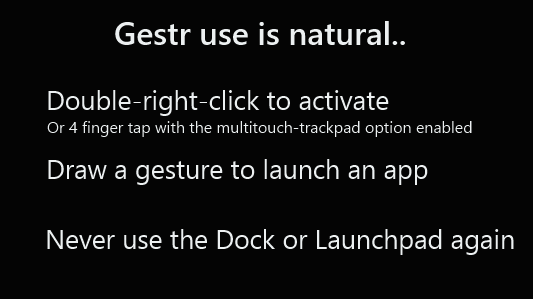 Gestr use is natural..
Double-right-click to activate
Or 4 finger tap with the multitouch-trackpad option enabled
Draw a gesture to launch an app
Never use the Dock or Launchpad again